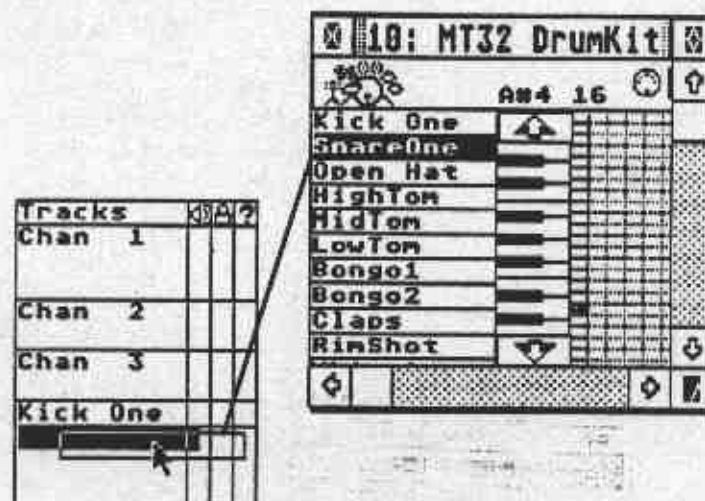 10: MT32 DrumKit
A#4 16
Kick One
SnareOne
Open Hat
HighTom
MidTom
LowTom
Bongo1
Bongo2
Claps
RimShot
Tracks A ?
Chan 1
Chan 2
Chan 3
Kick One